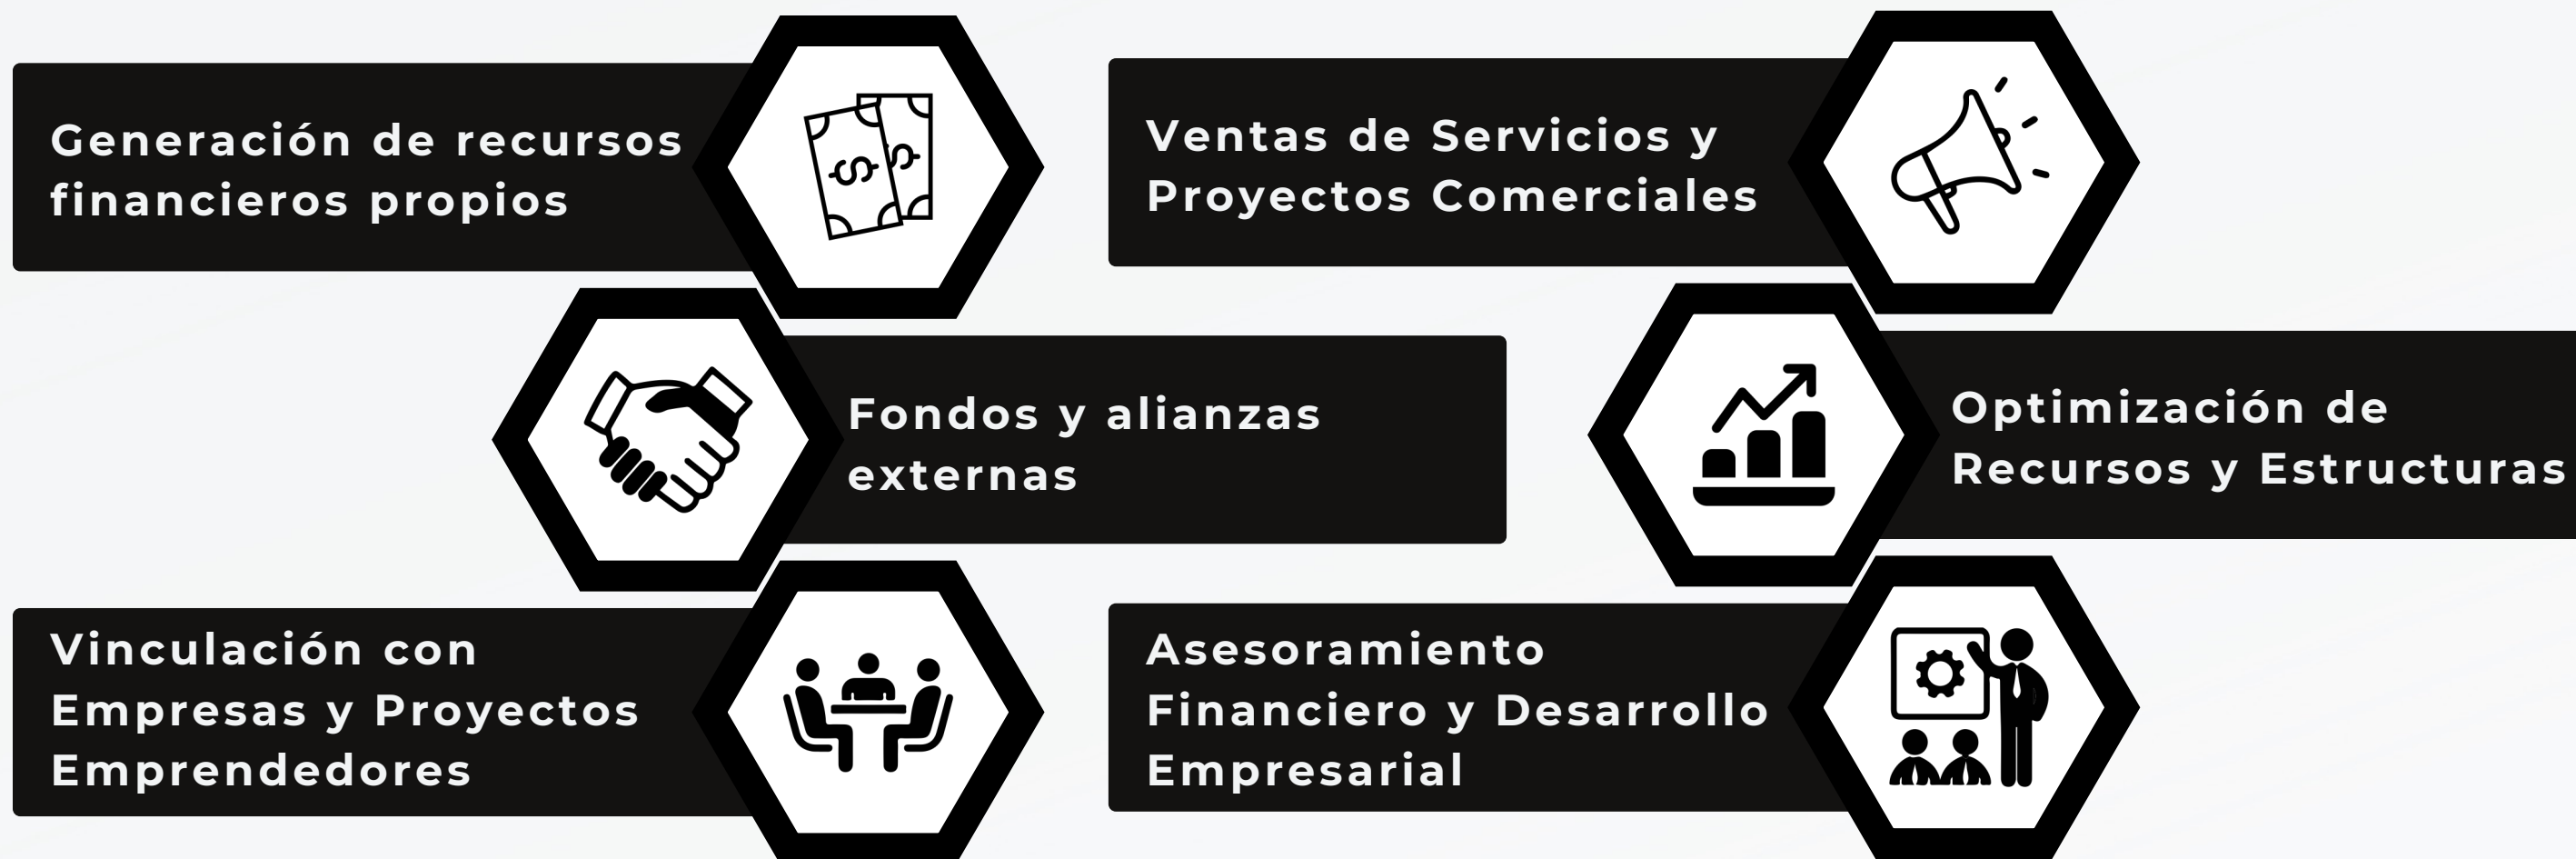 Generación de recursos
financieros propios
Ventas de Servicios y
Proyectos Comerciales
Fondos y alianzas
externas
Optimización de
Recursos y Estructuras
Vinculación con
Empresas y Proyectos
Emprendedores
Asesoramiento
Financiero y Desarrollo
Empresarial